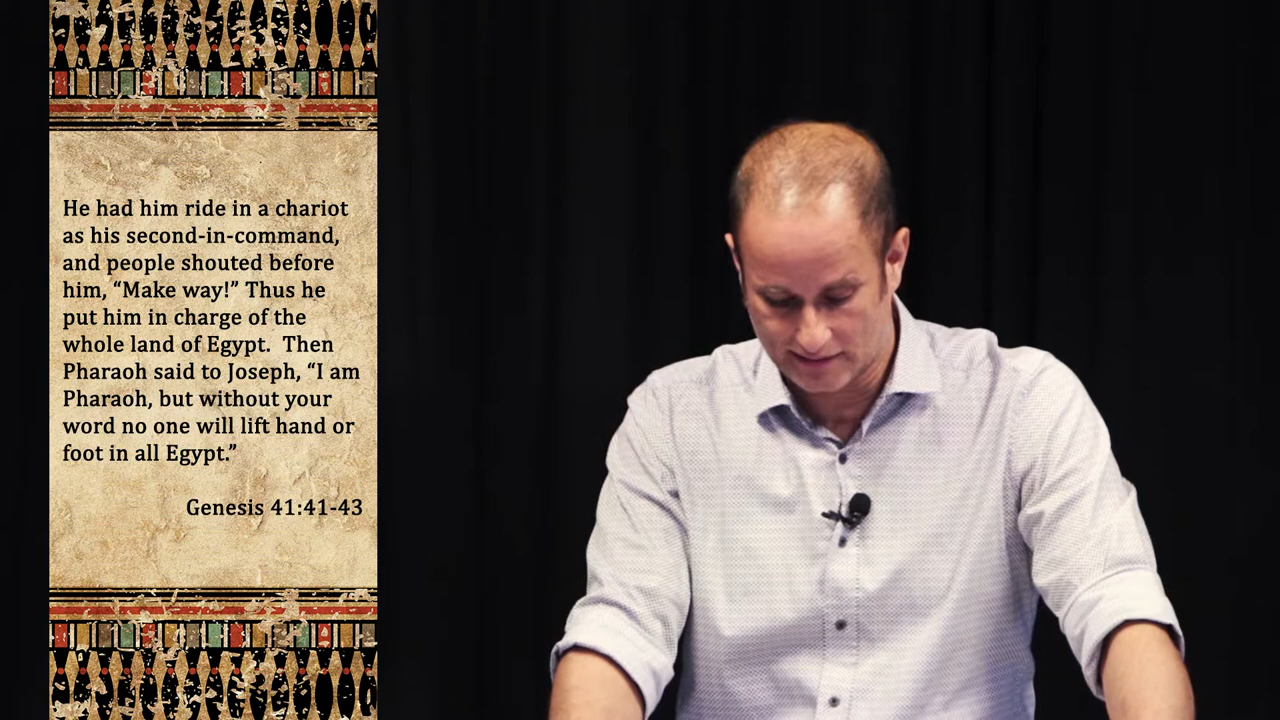 He had him ride in a chariot
as his second-in-command,
and people shouted before
him, “Make way!” Thus he
put him in charge of the
whole land of Egypt.  Then
Pharaoh said to Joseph, “I am
Pharaoh, but without your
word no one will lift hand or
foot in all Egypt.”
Genesis 41:41-43